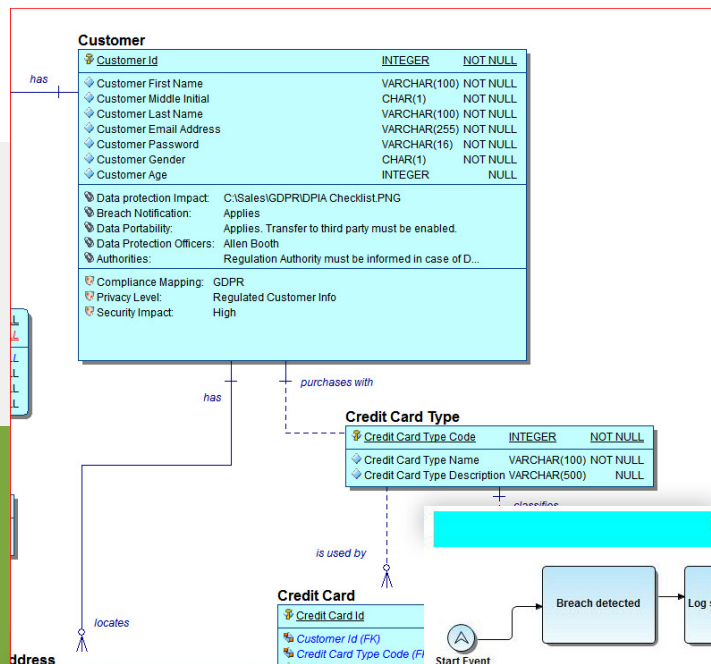 Customer
Customer Id INTEGER NOT NULL
has
Customer First Name VARCHAR(100) NOT NULL
Customer Middle Initial CHAR(1) NOT NULL
Customer Last Name VARCHAR(100) NOT NULL
Customer Email Address VARCHAR(255) NOT NULL
Customer Password VARCHAR(16) NOT NULL
Customer Gender CHAR(1) NOT NULL
Customer Age INTEGER NULL
Data protection Impact: C:\Sales\GDPR\DPIA Checklist.PNG
Breach Notification: Applies
Data Portability: Applies. Transfer to third party must be enabled.
Data Protection Officers: Allen Booth
Authorities: Regulation Authority must be informed in case of D...
Compliance Mapping: GDPR
Privacy Level: Regulated Customer Info
Security Impact: High
has
purchases with
Credit Card Type
Credit Card Type Code INTEGER NOT NULL
Credit Card Type Name VARCHAR(100) NOT NULL
Credit Card Type Description VARCHAR(500) NULL
classifies
is used by
Credit Card
Credit Card Id
Customer Id (FK)
Credit Card Type Code
locates
ddress
Breach detected
Log
Start Event